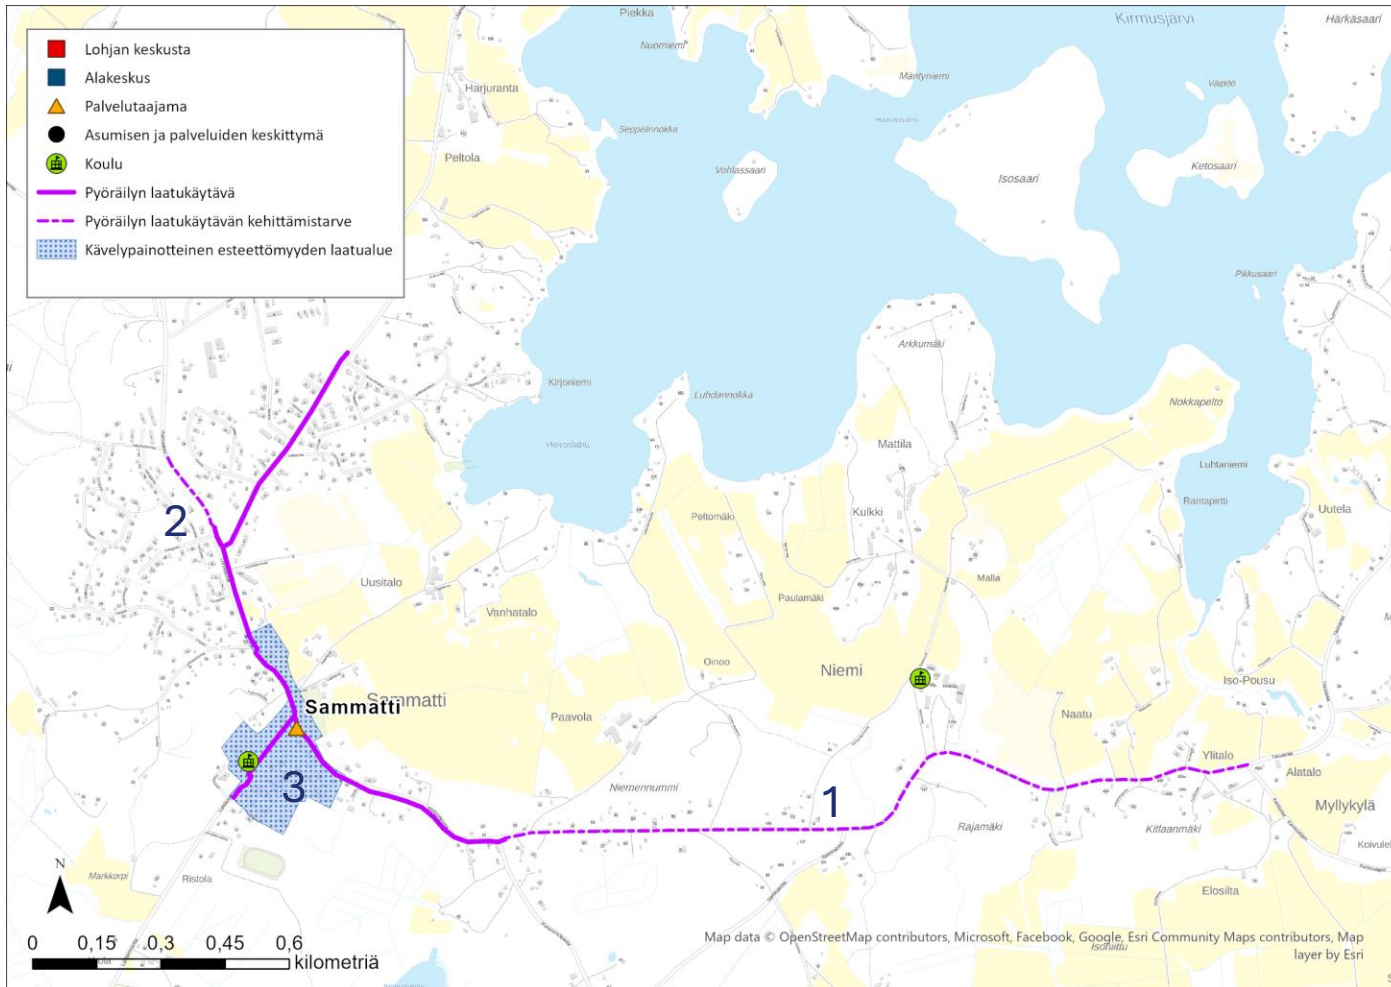 Lohjan keskusta
Alakeskus
Palvelutaajama
Asumisen ja palveluiden keskittymä
Koulu
Pyöräilyn laatukäytävä
Pyöräilyn laatukäytävän kehittämistarve
Kävelypainotteinen esteettömyyden laatualue
Piekka
Nuorniemi
Harjuranta
Peltola
Seppelinnokka
Vohlassaari
Mäntyniemi
Kirmusjärvi
Härkäsaari
Väipöö
Ketosaari
Isosaari
Pikkusaari
Arkkumäki
Kirjoniemi
Luhdannokka
Nokkapelto
Hevoslahti
Mattila
Luhtaniemi
Rantapirtti
Uutela
2
Peltomäki
Kulkki
Uusitalo
Malla
Vanhatalo
Paulamäki
Oinoo
Niemi
Iso-Pousu
Sammatti
Sammatti
Paavola
Naatu
Ylitalo
Alatalo
3
Niemennummi
1
Myllykylä
Rajamäki
Kitlaanmäki
Markkorpi
Ristola
Elosilta
N
0 0,15 0,3 0,45 0,6
kilometriä
Isoniittu
Map data © OpenStreetMap contributors, Microsoft, Facebook, Google, Esri Community Maps contributors, Map
layer by Esri